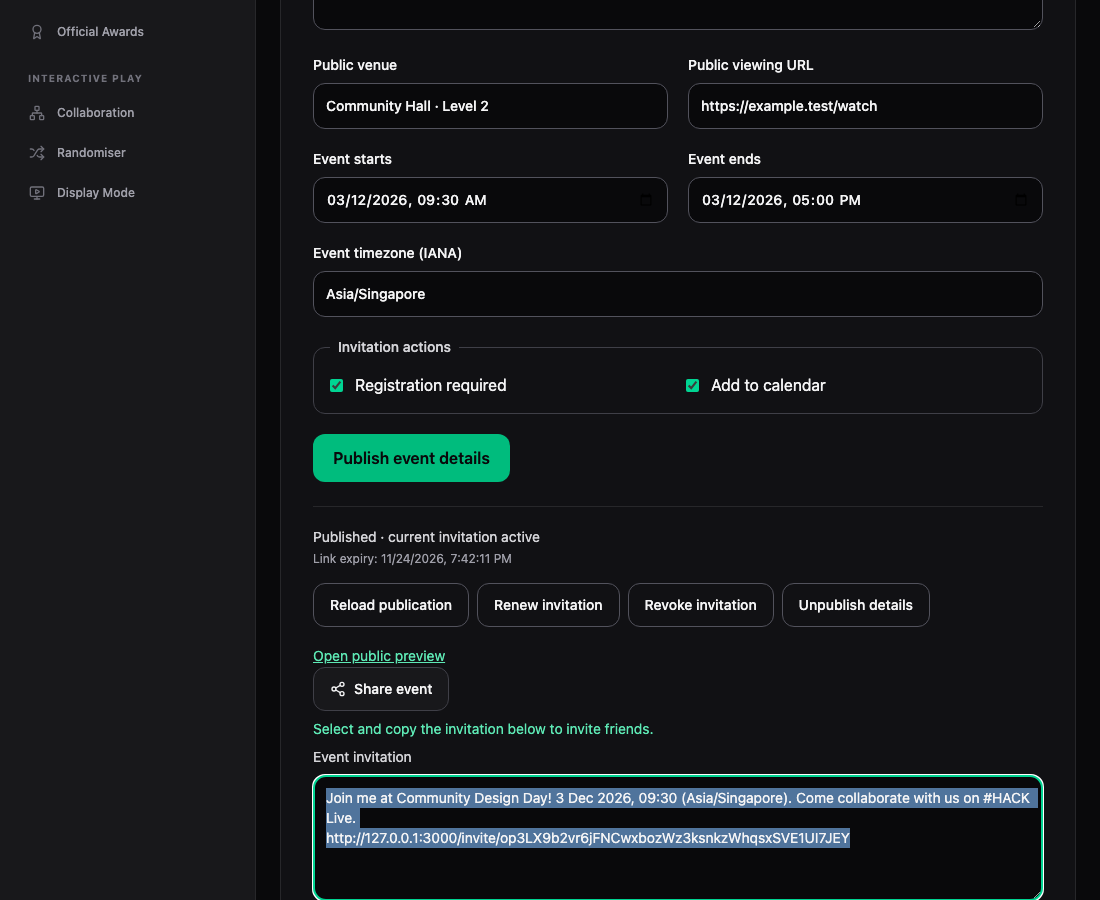 Official Awards
INTERACTIVE PLAY
Collaboration
Randomiser
Display Mode
Public venue
Community Hall · Level 2
Public viewing URL
https://example.test/watch
Event starts
03/12/2026, 09:30 AM
Event ends
03/12/2026, 05:00 PM
Event timezone (IANA)
Asia/Singapore
Invitation actions
Registration required
Add to calendar
Publish event details
Published · current invitation active
Link expiry: 11/24/2026, 7:42:11 PM
Reload publication
Renew invitation
Revoke invitation
Unpublish details
Open public preview
Share event
Select and copy the invitation below to invite friends.
Event invitation
Join me at Community Design Day! 3 Dec 2026, 09:30 (Asia/Singapore). Come collaborate with us on #HACK
Live.
http://127.0.0.1:3000/invite/op3LX9b2vr6jFNCwxbozWz3ksnkzWhqsxSVE1UI7JEY